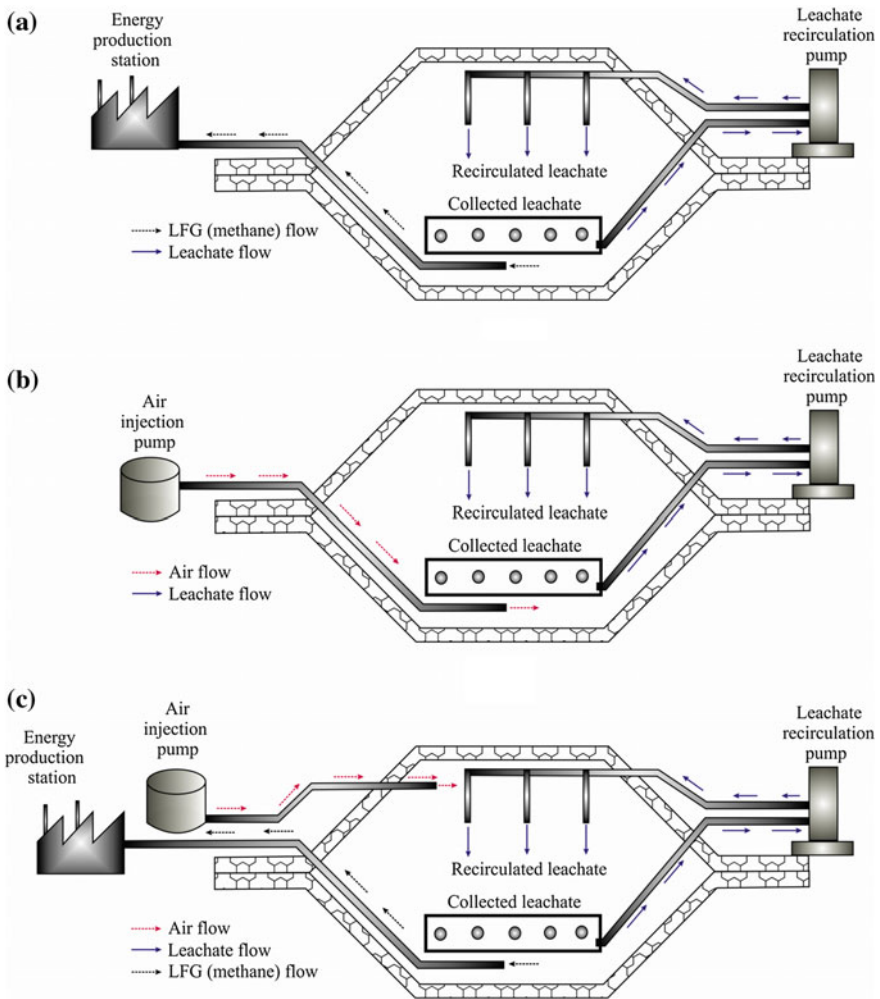 (a)
Energy
production
station
Leachate
recirculation
pump
Recirculated leachate
Collected leachate
LFG (methane) flow
Leachate flow
(b)
Air
injection
pump
Leachate
recirculation
pump
Recirculated leachate
Collected leachate
Air flow
Leachate flow
(c)
Energy
production
station
Air
injection
pump
Leachate
recirculation
pump
Recirculated leachate
Collected leachate
Air flow
Leachate flow
LFG (methane) flow